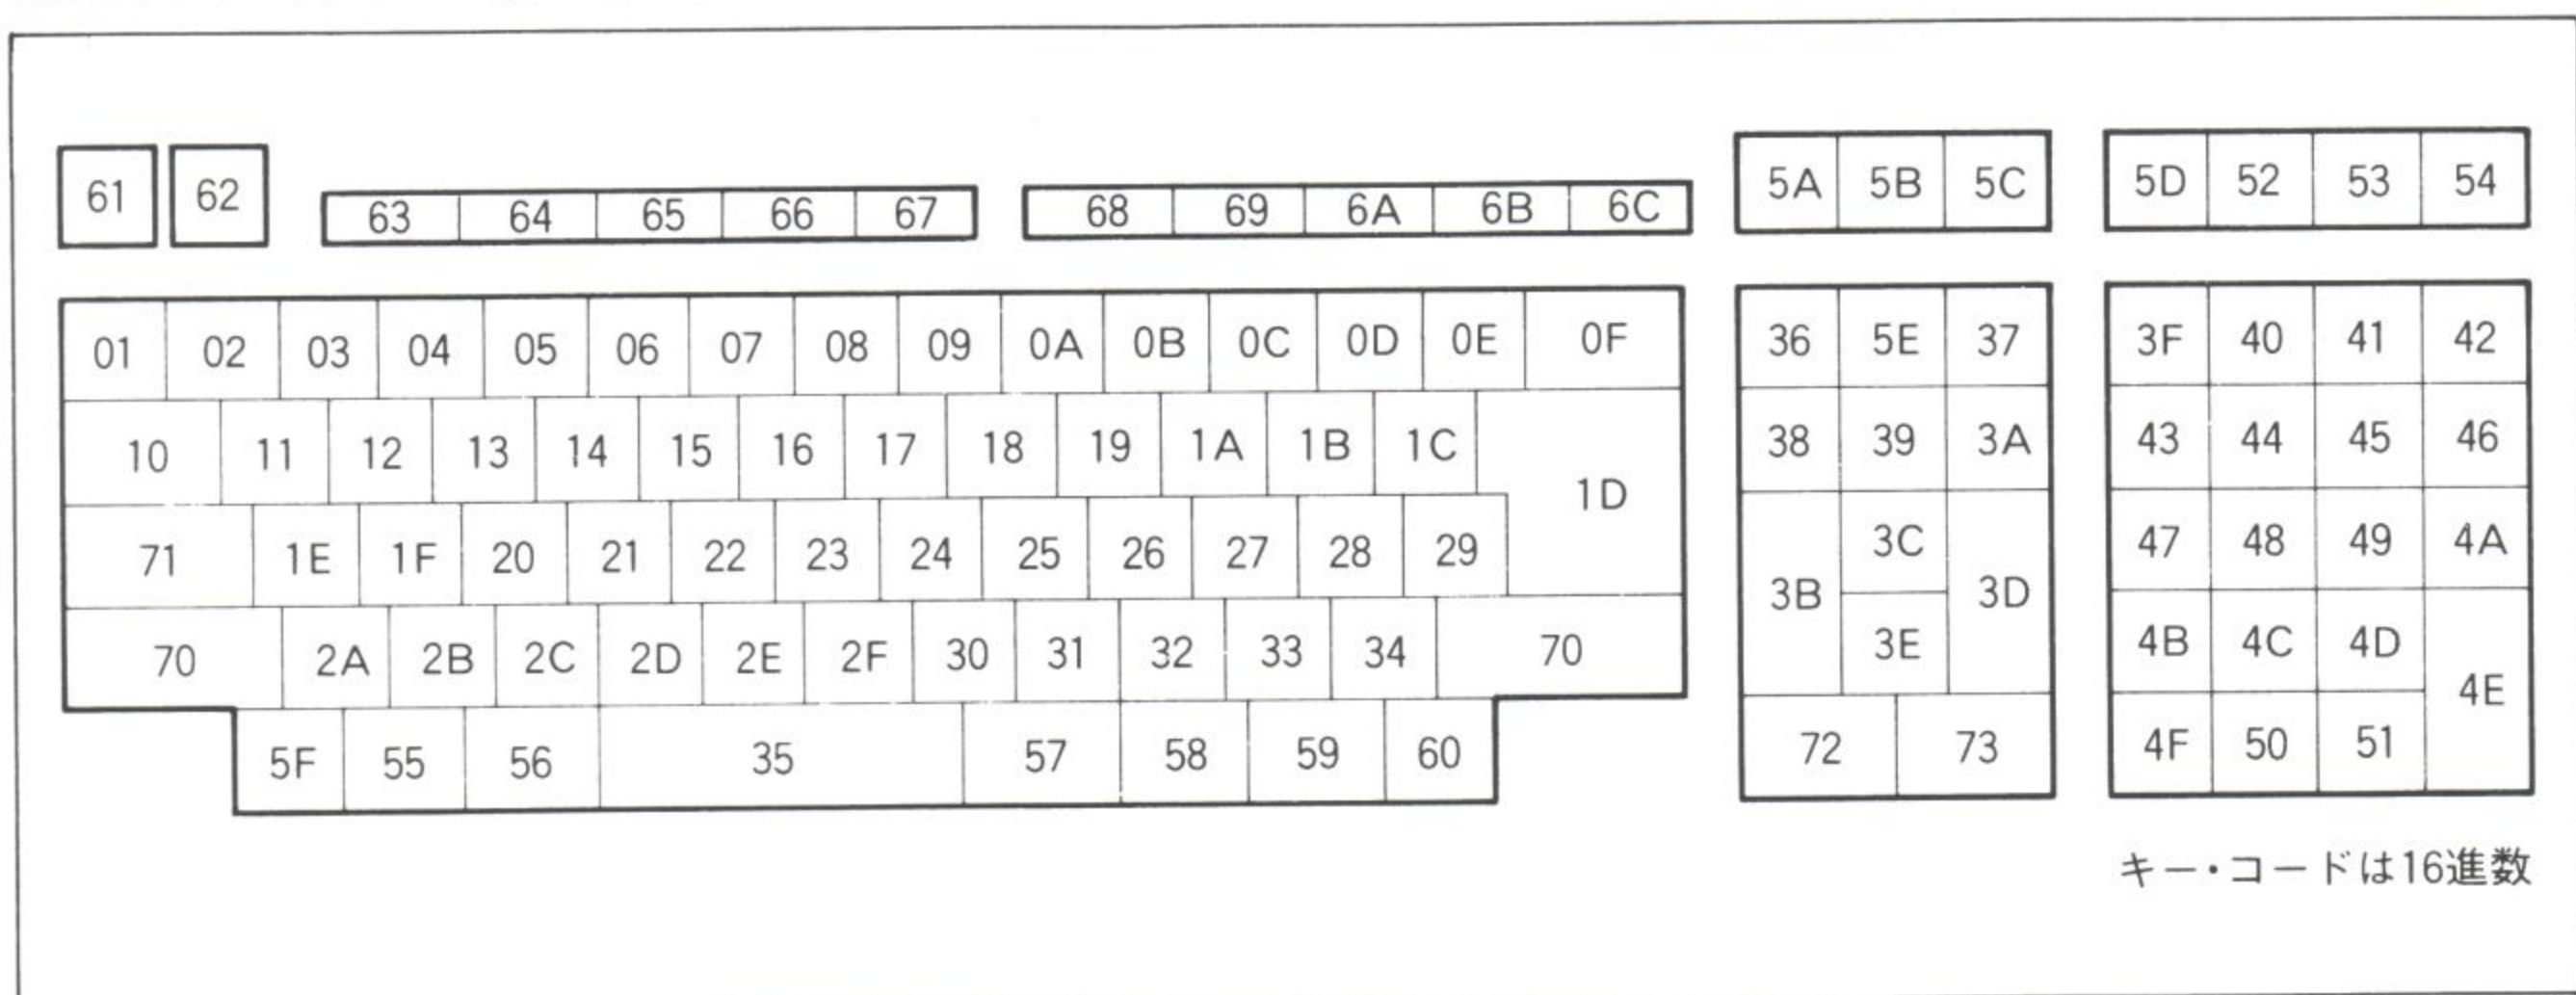 61 62 63 64 65 66 67 68 69 6A 6B 6C 5A 5B 5C 5D 52 53 54
01 02 03 04 05 06 07 08 09 0A 0B 0C 0D 0E 0F 36 5E 37 3F 40 41 42
10 11 12 13 14 15 16 17 18 19 1A 1B 1C 38 39 3A 43 44 45 46
1D
71 1E 1F 20 21 22 23 24 25 26 27 28 29 3C 47 48 49 4A
3B 3D
70 2A 2B 2C 2D 2E 2F 30 31 32 33 34 70 3E 4B 4C 4D
4E
5F 55 56 35 57 58 59 60 72 73 4F 50 51
キー・コードは16進数